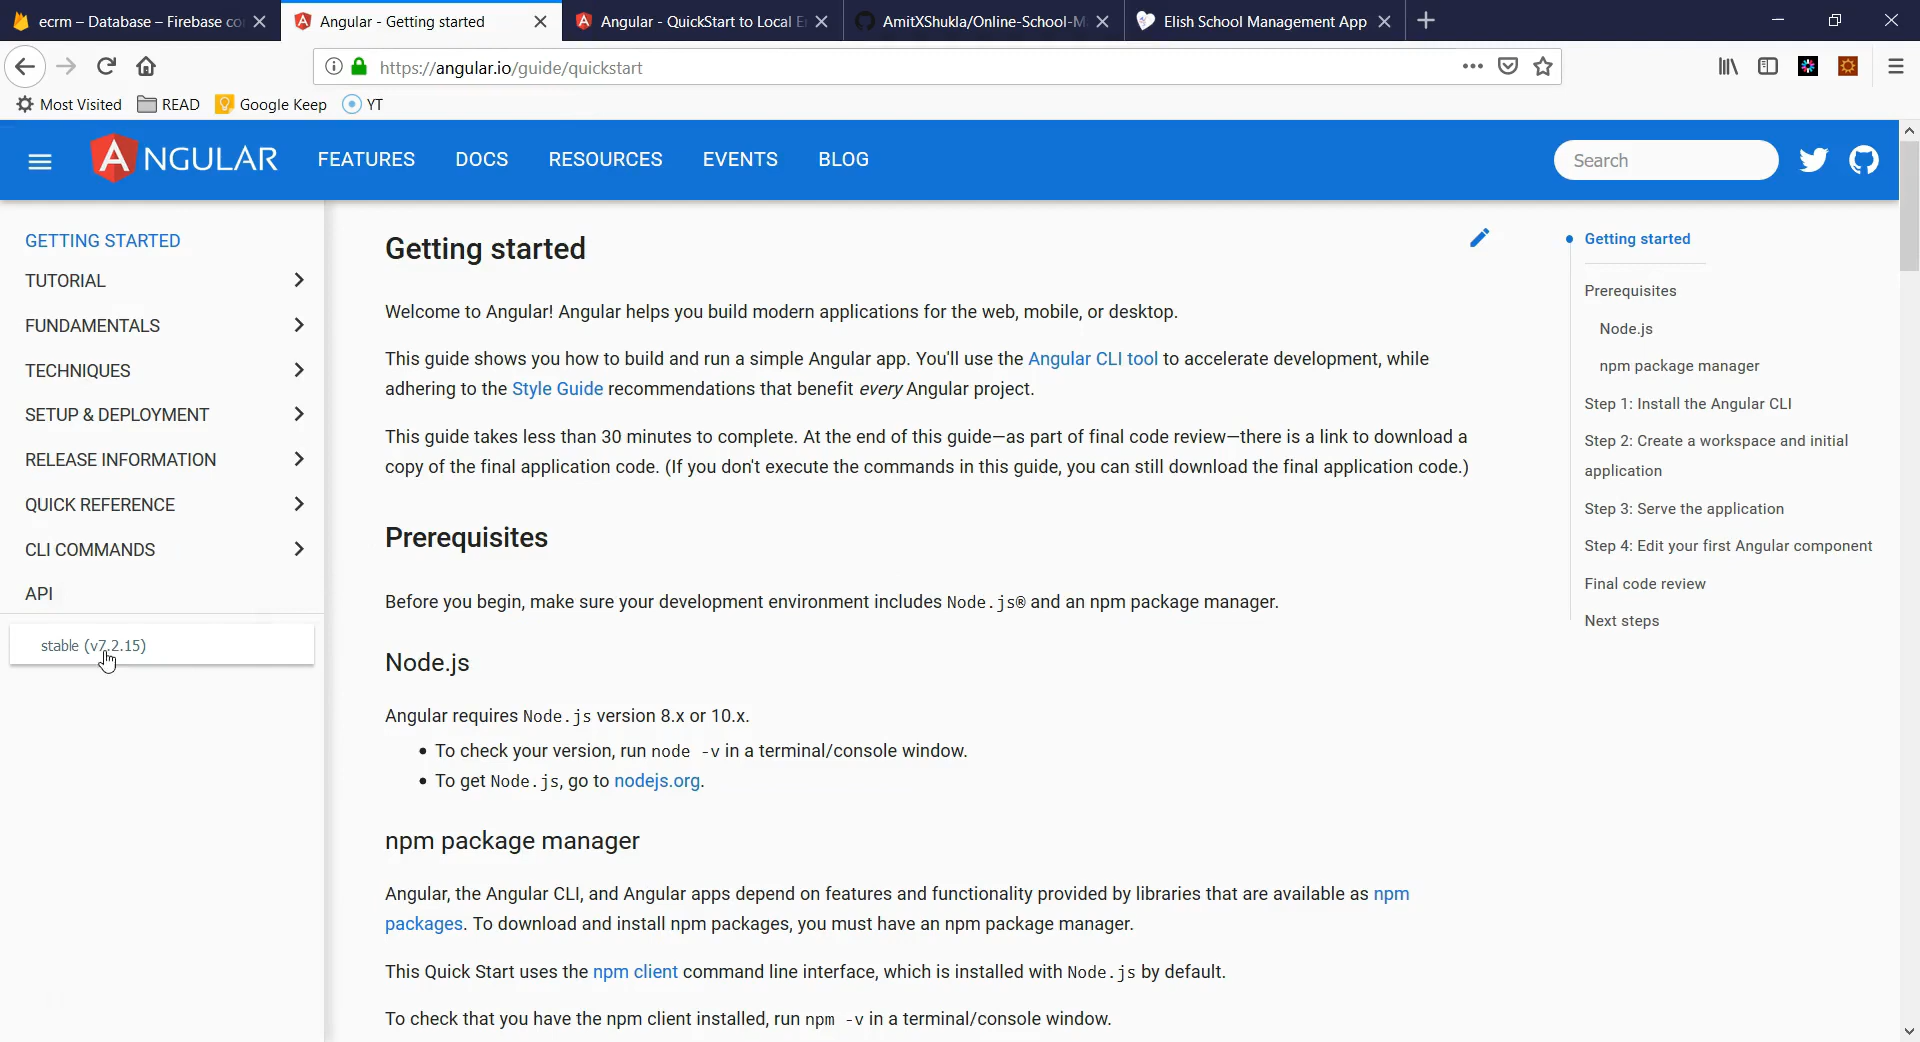 ecrm – Database – Firebase co
Angular - Getting started
Angular - QuickStart to Local E
AmitXShukla/Online-School-M
Elish School Management App
https://angular.io/guide/quickstart
Most Visited
READ
Google Keep
YT
ANGULAR
FEATURES
DOCS
RESOURCES
EVENTS
BLOG
Search
GETTING STARTED
TUTORIAL
FUNDAMENTALS
TECHNIQUES
SETUP & DEPLOYMENT
RELEASE INFORMATION
QUICK REFERENCE
CLI COMMANDS
API
stable (v7.2.15)
Getting started
Welcome to Angular! Angular helps you build modern applications for the web, mobile, or desktop.
This guide shows you how to build and run a simple Angular app. You'll use the Angular CLI tool to accelerate development, while
adhering to the Style Guide recommendations that benefit every Angular project.
This guide takes less than 30 minutes to complete. At the end of this guide—as part of final code review—there is a link to download a
copy of the final application code. (If you don't execute the commands in this guide, you can still download the final application code.)
Prerequisites
Before you begin, make sure your development environment includes Node.js® and an npm package manager.
Node.js
Angular requires Node.js version 8.x or 10.x.
• To check your version, run node -v in a terminal/console window.
• To get Node.js, go to nodejs.org.
npm package manager
Angular, the Angular CLI, and Angular apps depend on features and functionality provided by libraries that are available as npm
packages. To download and install npm packages, you must have an npm package manager.
This Quick Start uses the npm client command line interface, which is installed with Node.js by default.
To check that you have the npm client installed, run npm -v in a terminal/console window.
Getting started
Prerequisites
Node.js
npm package manager
Step 1: Install the Angular CLI
Step 2: Create a workspace and initial
application
Step 3: Serve the application
Step 4: Edit your first Angular component
Final code review
Next steps